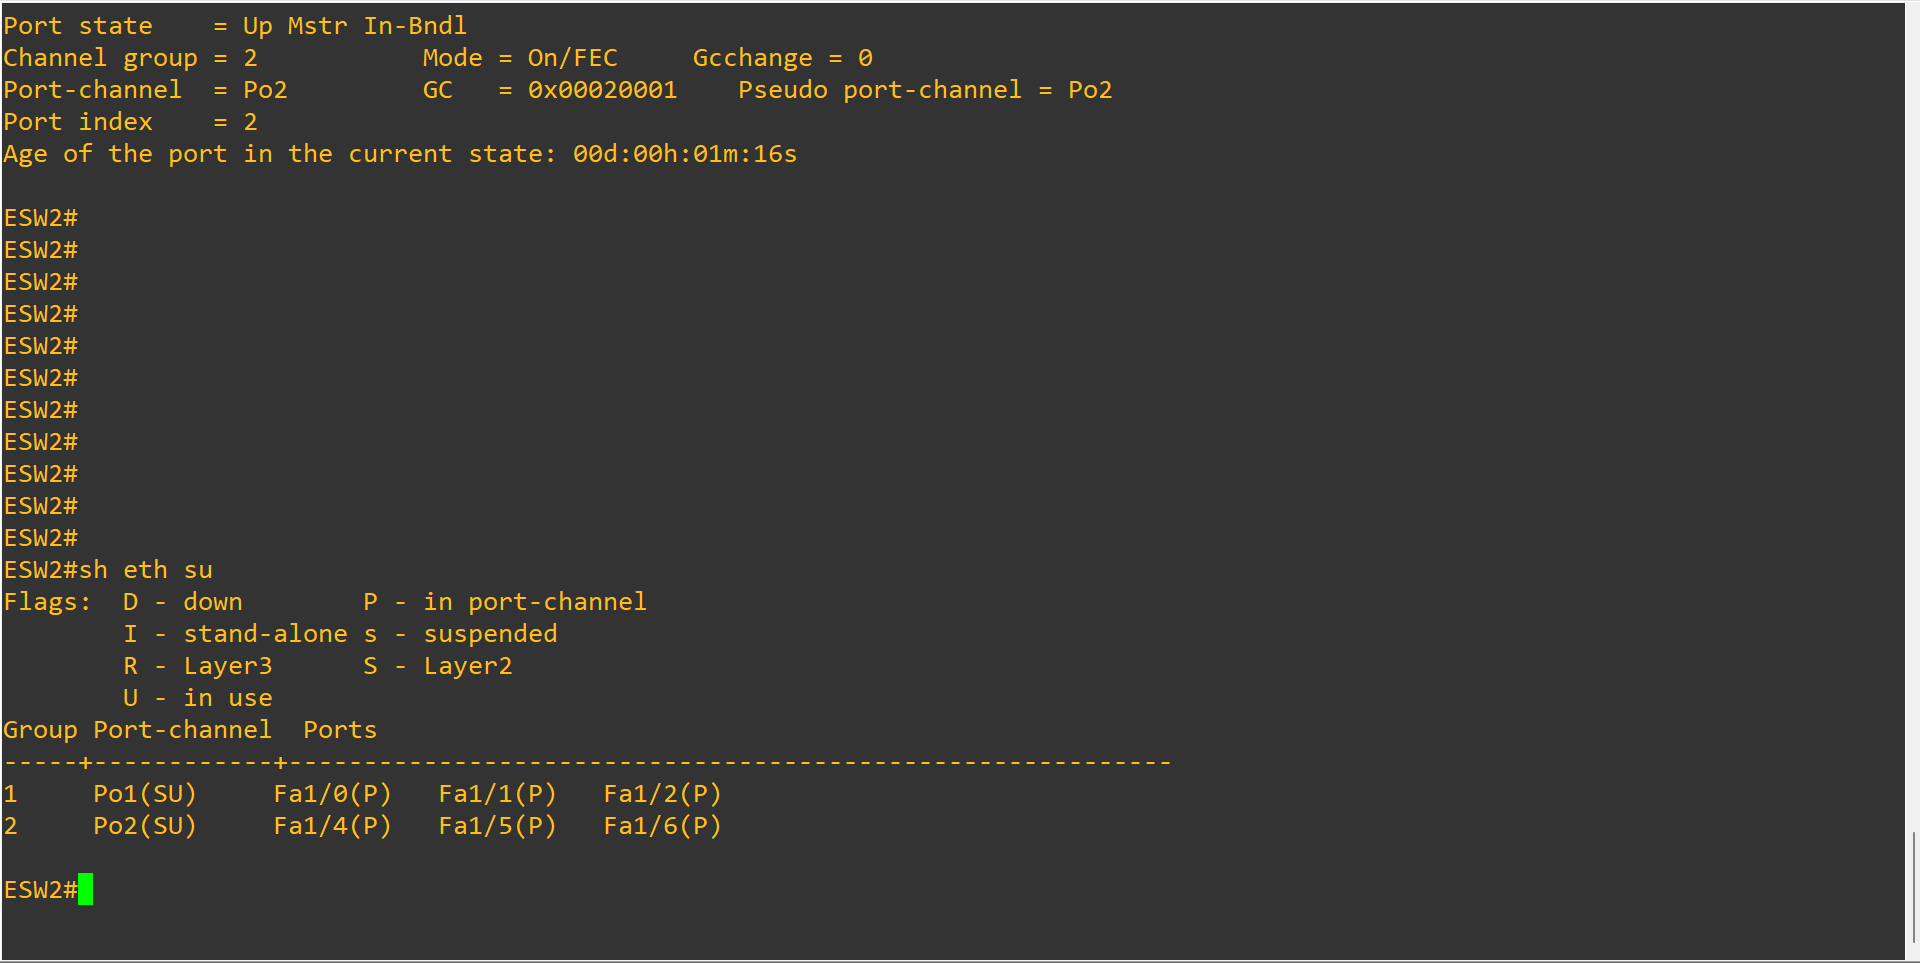 Port state    = Up Mstr In-Bndl
Channel group = 2           Mode = On/FEC     Gcchange = 0
Port-channel  = Po2         GC   = 0x00020001    Pseudo port-channel = Po2
Port index    = 2
Age of the port in the current state: 00d:00h:01m:16s
ESW2#
ESW2#
ESW2#
ESW2#
ESW2#
ESW2#
ESW2#
ESW2#
ESW2#
ESW2#
ESW2#
ESW2#sh eth su
Flags:  D - down        P - in port-channel
        I - stand-alone s - suspended
        R - Layer3      S - Layer2
        U - in use
Group Port-channel  Ports
-----+------------+-----------------------------------------------------------
1     Po1(SU)     Fa1/0(P)   Fa1/1(P)   Fa1/2(P)
2     Po2(SU)     Fa1/4(P)   Fa1/5(P)   Fa1/6(P)
ESW2#